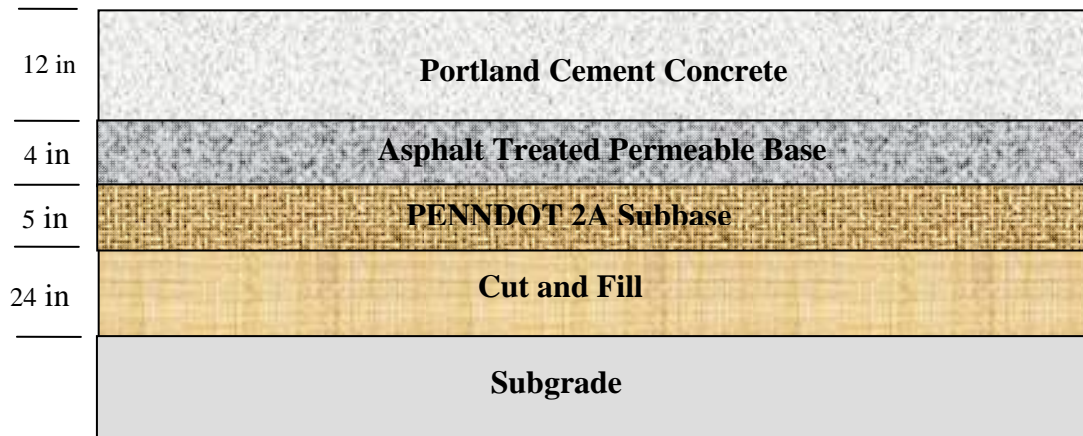 12 in
Portland Cement Concrete
4 in
Asphalt Treated Permeable Base
5 in
PENNDOT 2A Subbase
24 in
Cut and Fill
Subgrade